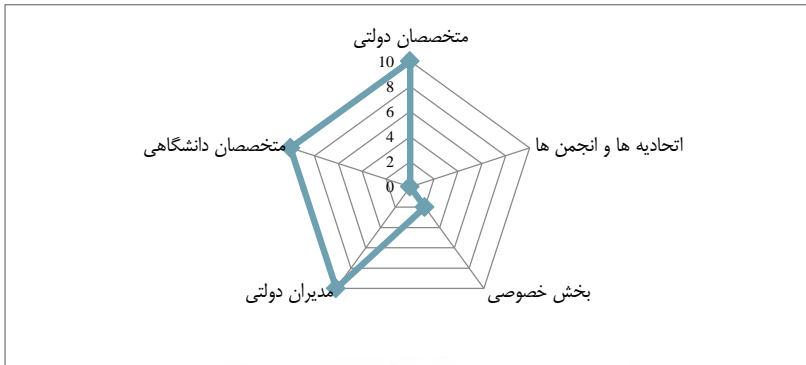 متخصصان دولتی
10
8
6
4
2
0
اتحادیه ها و انجمن ها
متخصصان دانشگاهی
بخش خصوصی
مدیران دولتی